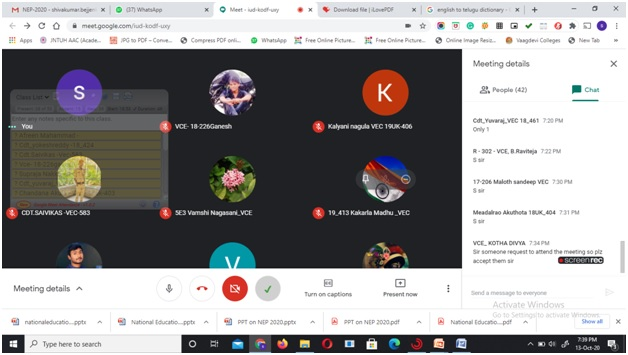 NEP-2020 - shivakumar.bejjen
(37) WhatsApp
Meet - iud-kodf-uxy
Download file | iLovePDF
english to telugu dictionary -
meet.google.com/iud-kodf-uxy
Apps
JNTUH AAC (Acade...
JPG to PDF – Conve...
Compress PDF onli...
WhatsApp
Free Online Picture...
Free Online Picture...
Online Image Resiz...
Vaagdevi Colleges
New Tab
S
You
VCE- 18-226Ganesh
K
Kalyani nagula VEC 19UK-406
Class List
Enter any notes specific to this class.
CDT.SAIVKAS -VEC-583
5E3 Vamshi Nagasani_VCE
19_413 Kakarla Madhu _VEC
V
Meeting details
People (42)
Chat
Cdt_Yuvaraj_VEC 18_461 7:20 PM
Only 1
R - 302 - VCE, B.Raviteja 7:22 PM
S sir
17-206 Maloth sandeep VEC 7:30 PM
S sir
Meadalrao Akuthota 18UK_404 7:31 PM
S sir
VCE_ KOTHA DIVYA 7:34 PM
Sir someone request to attend the meeting so plz
accept them sir
screenrec
Send a message to everyone
Activate Windows
Go to Settings to activate Windows.
Meeting details
Turn on captions
Present now
nationaleducatio....pptx
National Educatio....pptx
PPT on NEP 2020.pptx
PPT on NEP 2020.pdf
National Education....pdf
Show all
Type here to search
7:39 PM
13-Oct-20